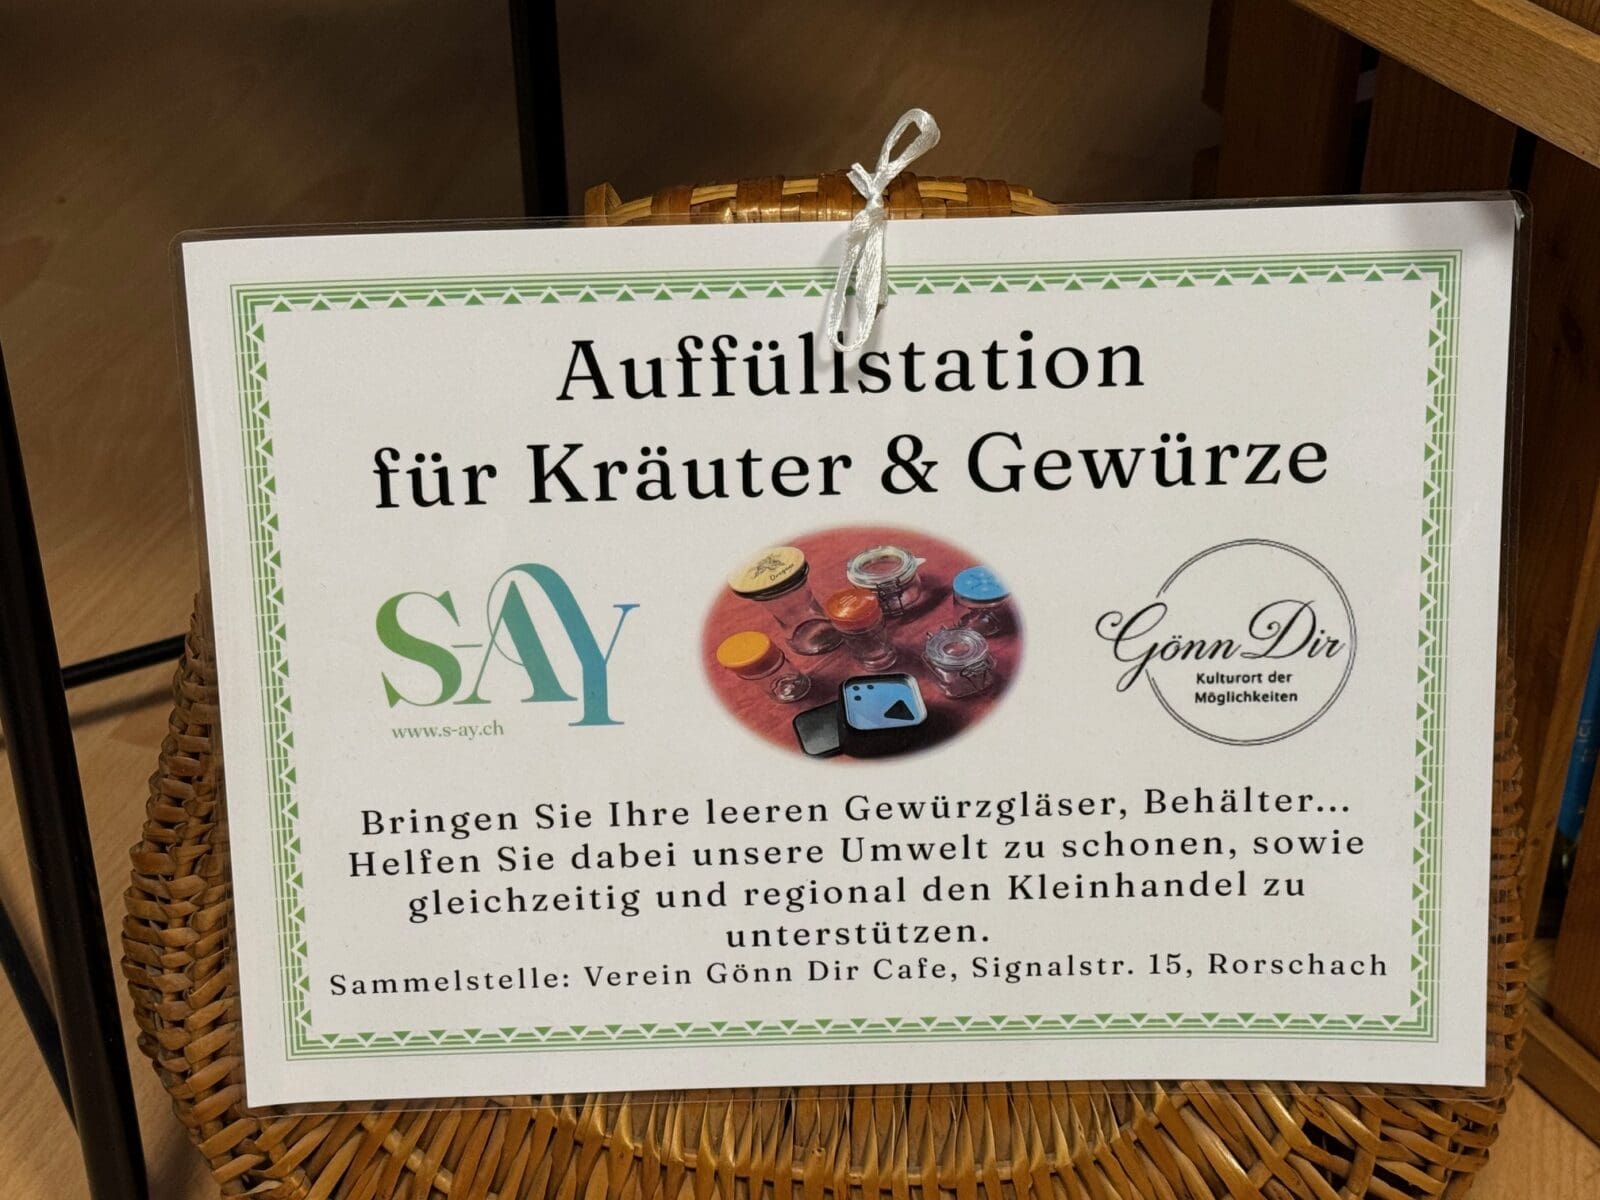 Auffüllstation
für Kräuter & Gewürze
S-AY
www.s-ay.ch
Gönn Dir
Kulturort der
Möglichkeiten
Bringen Sie Ihre leeren Gewürzgläser, Behälter...
Helfen Sie dabei unsere Umwelt zu schonen, sowie
gleichzeitig und regional den Kleinhandel zu
unterstützen.
Sammelstelle: Verein Gönn Dir Cafe, Signalstr. 15, Rorschach